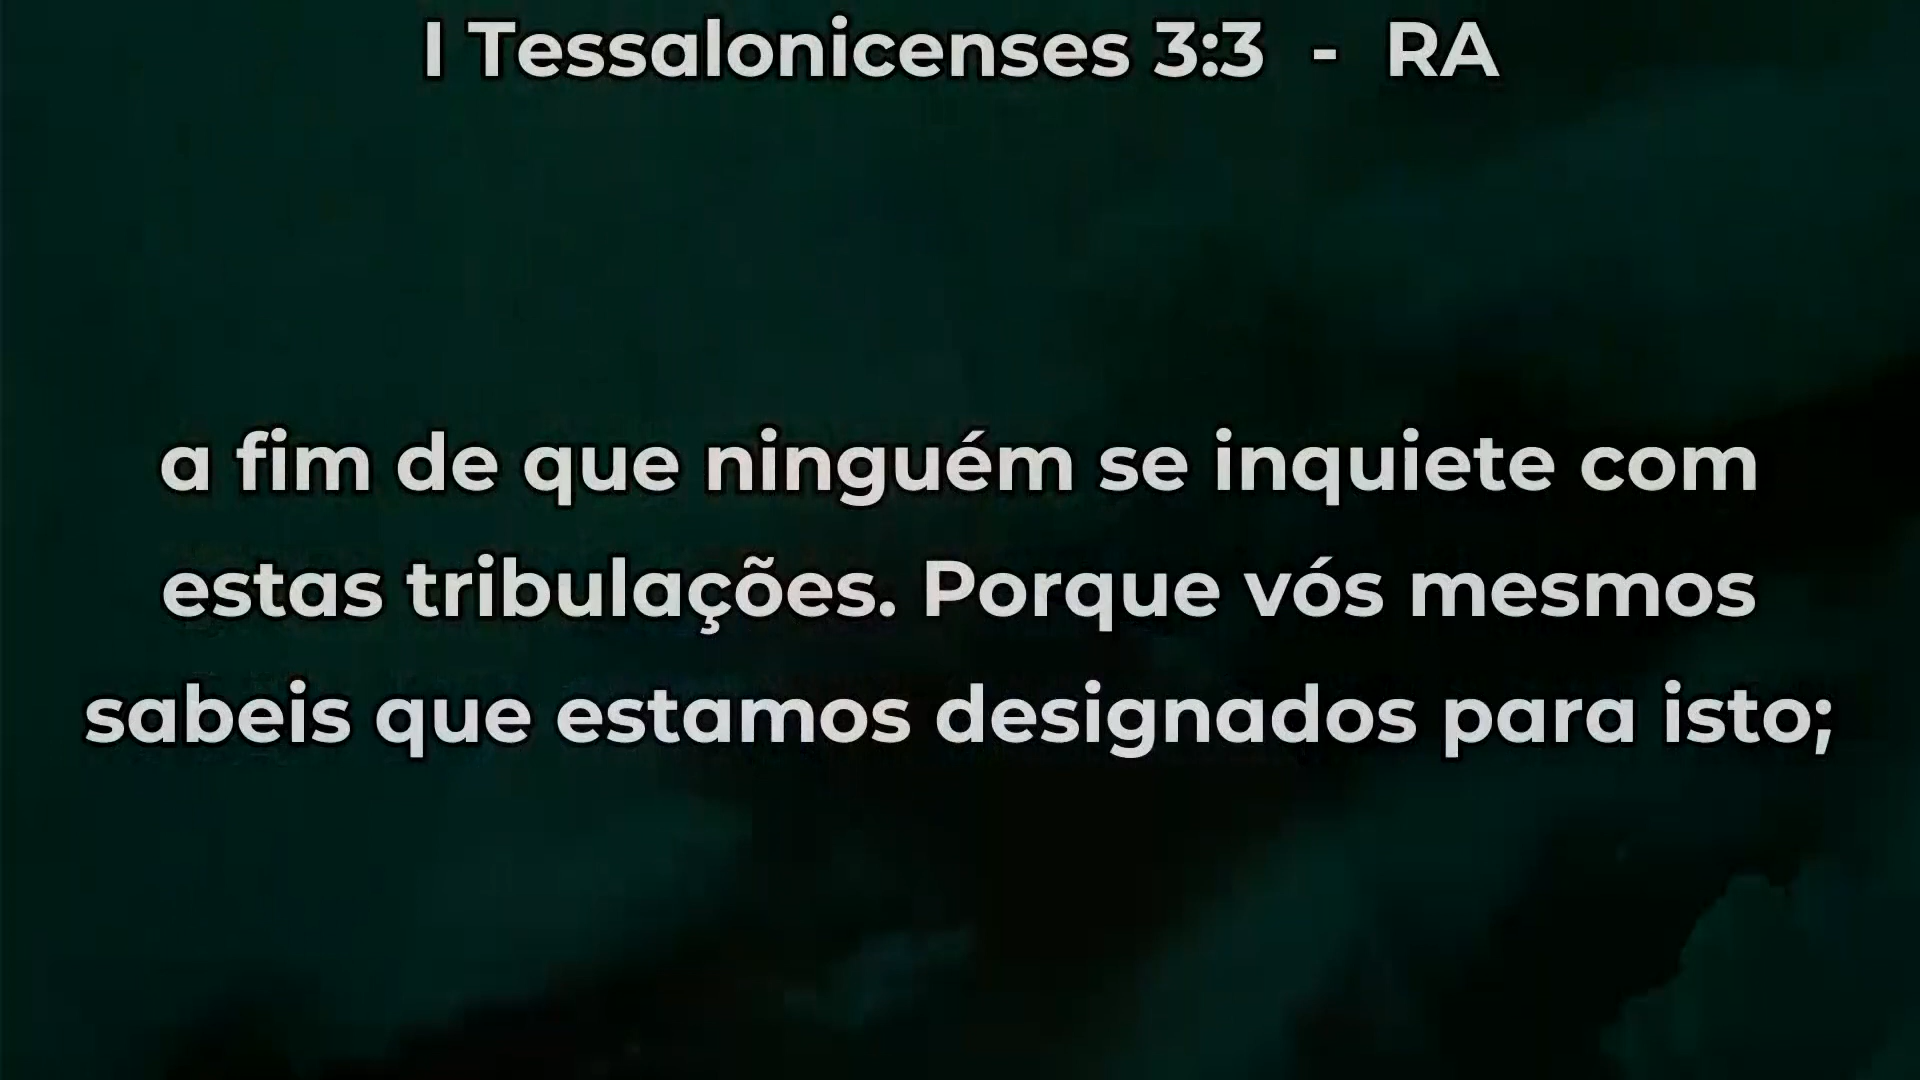 I Tessalonicenses 3:3 - RA
a fim de que ninguém se inquiete com
estas tribulações. Porque vós mesmos
sabeis que estamos designados para isto;